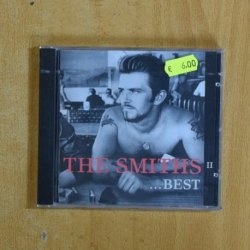 € 6.00
THE SMITHS II
...BEST